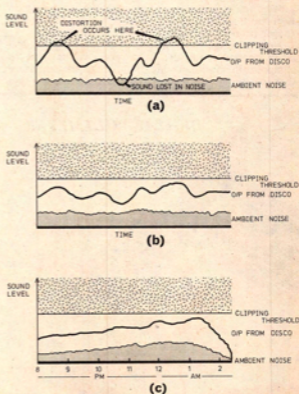 SOUND
LEVEL
DISTORTION
OCCURS HERE
CLIPPING
THRESHOLD
O/P FROM DISCO
SOUND LOST IN NOISE
AMBIENT NOISE
TIME
(a)
SOUND
LEVEL
CLIPPING
THRESHOLD
O/P FROM DISCO
AMBIENT NOISE
TIME
(b)
SOUND
LEVEL
CLIPPING
THRESHOLD
O/P FROM DISCO
AMBIENT NOISE
8 9 10 11 12 1 2
PM AM
(c)